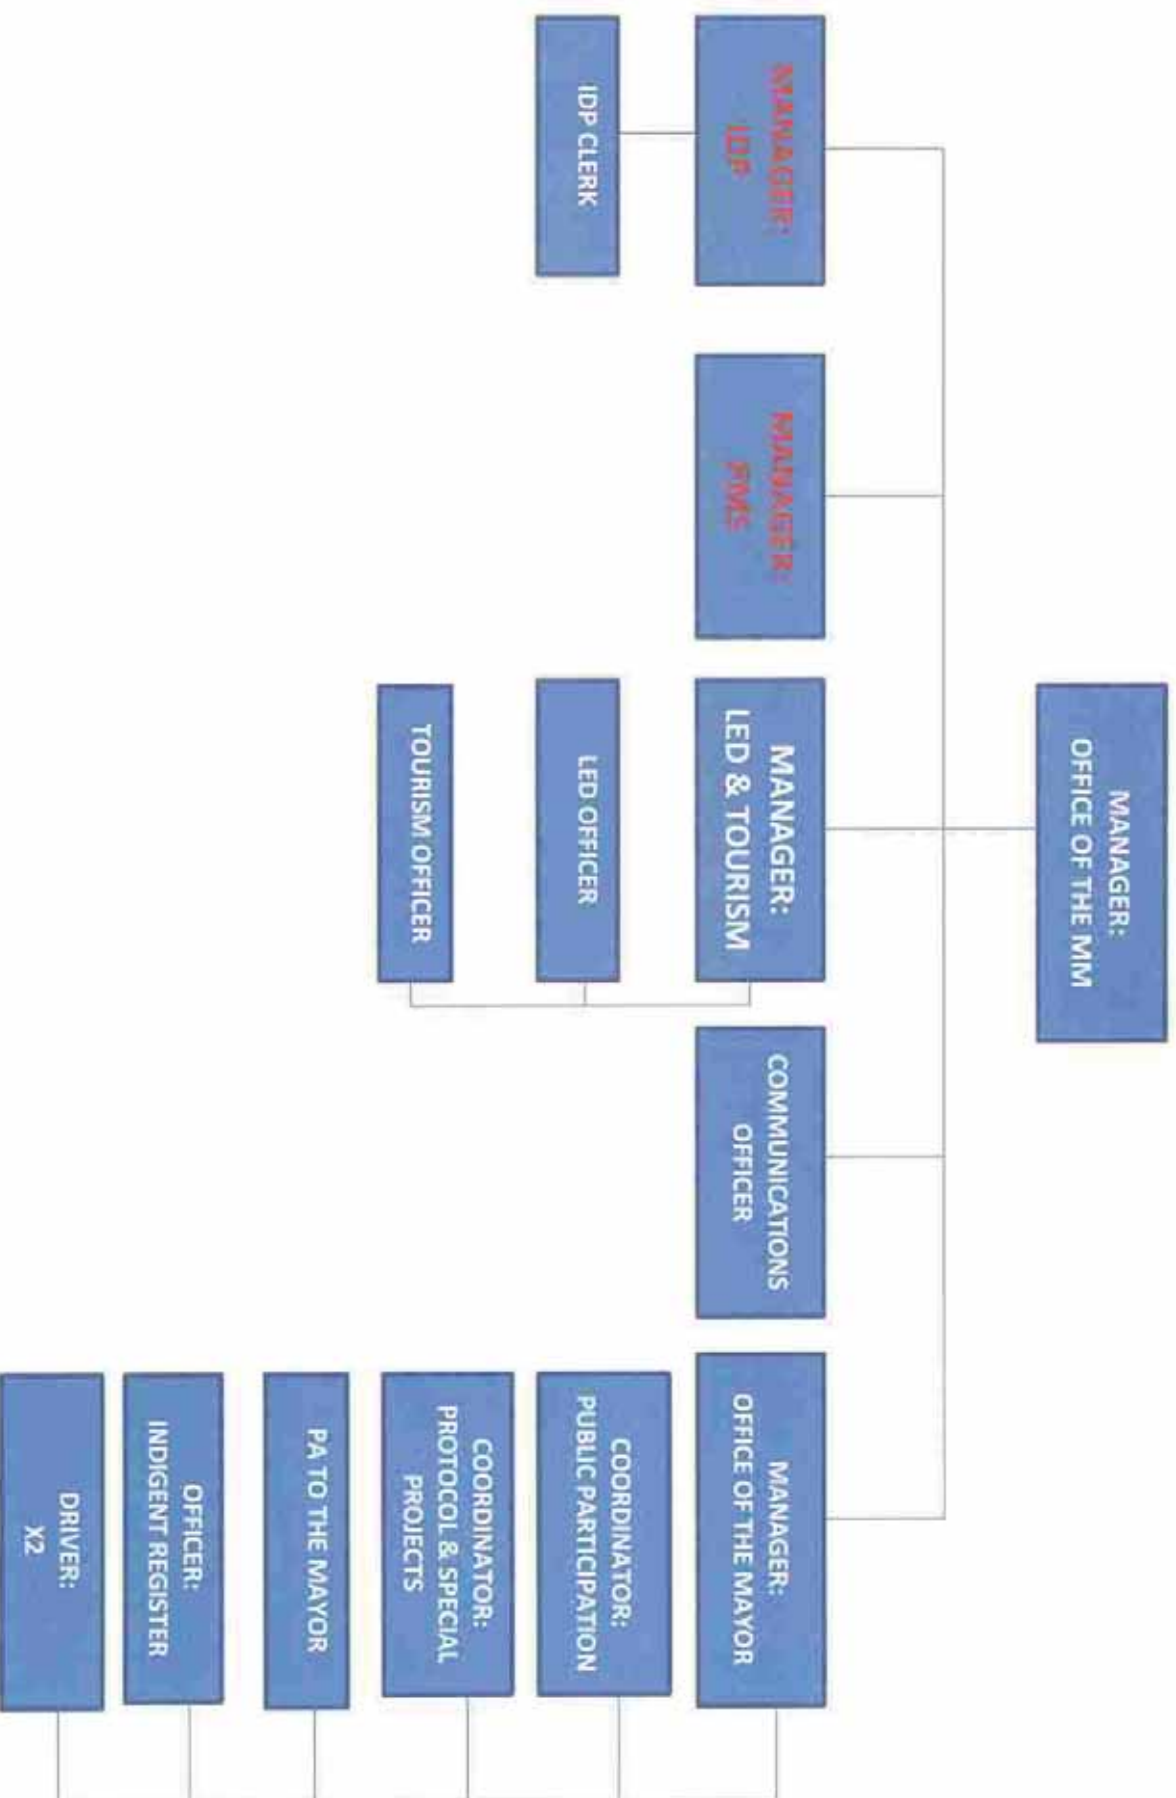 MANAGER:
OFFICE OF THE MM
MANAGER:
IDP
MANAGER:
PMS
MANAGER:
LED & TOURISM
COMMUNICATIONS
OFFICER
MANAGER:
OFFICE OF THE MAYOR
IDP CLERK
LED OFFICER
TOURISM OFFICER
COORDINATOR:
PUBLIC PARTICIPATION
COORDINATOR:
PROTOCOL & SPECIAL
PROJECTS
PA TO THE MAYOR
OFFICER:
INDIGENT REGISTER
DRIVER:
X2